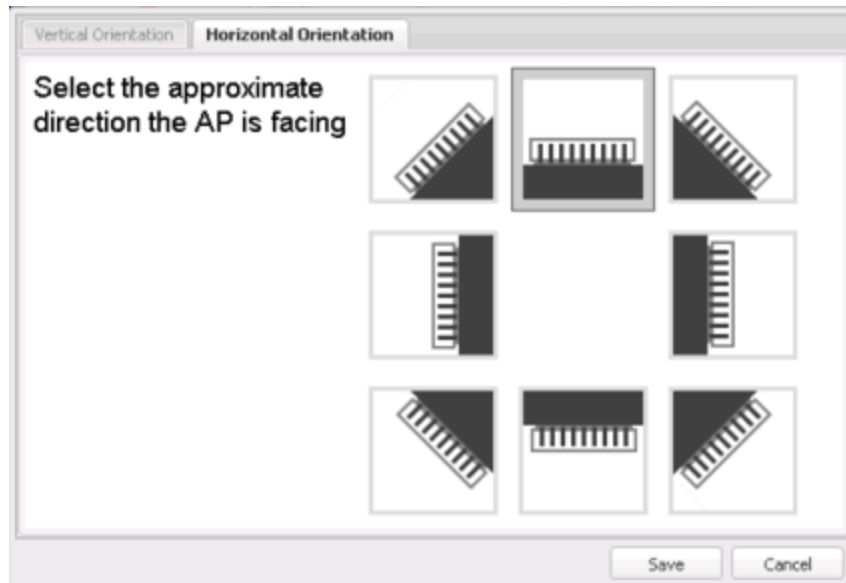 Vertical Orientation
Horizontal Orientation
Select the approximate
direction the AP is facing
Save
Cancel